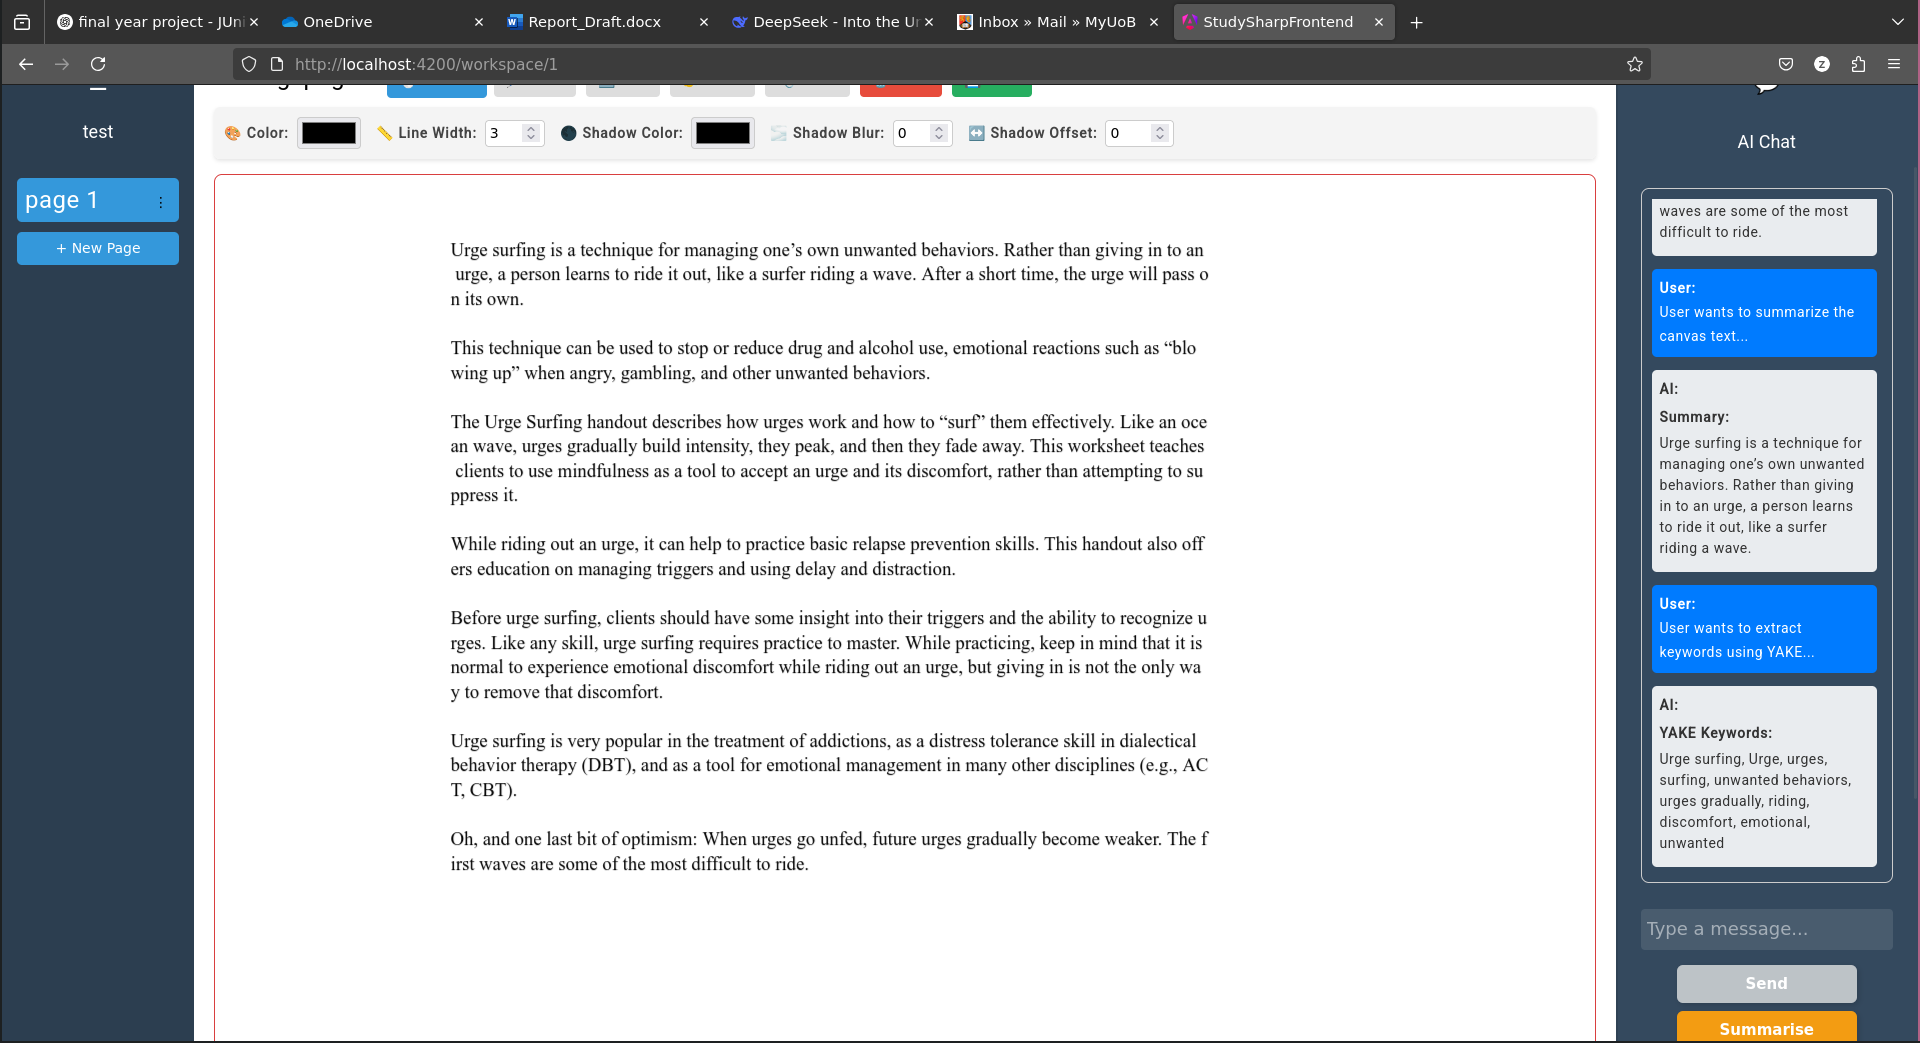 final year project - JUni
OneDrive
Report_Draft.docx
DeepSeek - Into the Un
Inbox » Mail » MyUoB
StudySharpFrontend
http://localhost:4200/workspace/1
test
page 1
+ New Page
Color:
Line Width: 3
Shadow Color:
Shadow Blur: 0
Shadow Offset: 0
Urge surfing is a technique for managing one’s own unwanted behaviors. Rather than giving in to an
urge, a person learns to ride it out, like a surfer riding a wave. After a short time, the urge will pass o
n its own.
This technique can be used to stop or reduce drug and alcohol use, emotional reactions such as “blo
wing up” when angry, gambling, and other unwanted behaviors.
The Urge Surfing handout describes how urges work and how to “surf” them effectively. Like an oce
an wave, urges gradually build intensity, they peak, and then they fade away. This worksheet teaches
clients to use mindfulness as a tool to accept an urge and its discomfort, rather than attempting to su
ppress it.
While riding out an urge, it can help to practice basic relapse prevention skills. This handout also off
ers education on managing triggers and using delay and distraction.
Before urge surfing, clients should have some insight into their triggers and the ability to recognize u
rges. Like any skill, urge surfing requires practice to master. While practicing, keep in mind that it is
normal to experience emotional discomfort while riding out an urge, but giving in is not the only wa
y to remove that discomfort.
Urge surfing is very popular in the treatment of addictions, as a distress tolerance skill in dialectical
behavior therapy (DBT), and as a tool for emotional management in many other disciplines (e.g., AC
T, CBT).
Oh, and one last bit of optimism: When urges go unfed, future urges gradually become weaker. The f
irst waves are some of the most difficult to ride.
AI Chat
waves are some of the most
difficult to ride.
User:
User wants to summarize the
canvas text...
AI:
Summary:
Urge surfing is a technique for
managing one’s own unwanted
behaviors. Rather than giving
in to an urge, a person learns
to ride it out, like a surfer
riding a wave.
User:
User wants to extract
keywords using YAKE...
AI:
YAKE Keywords:
Urge surfing, Urge, urges,
surfing, unwanted behaviors,
urges gradually, riding,
discomfort, emotional,
unwanted
Type a message...
Send
Summarise